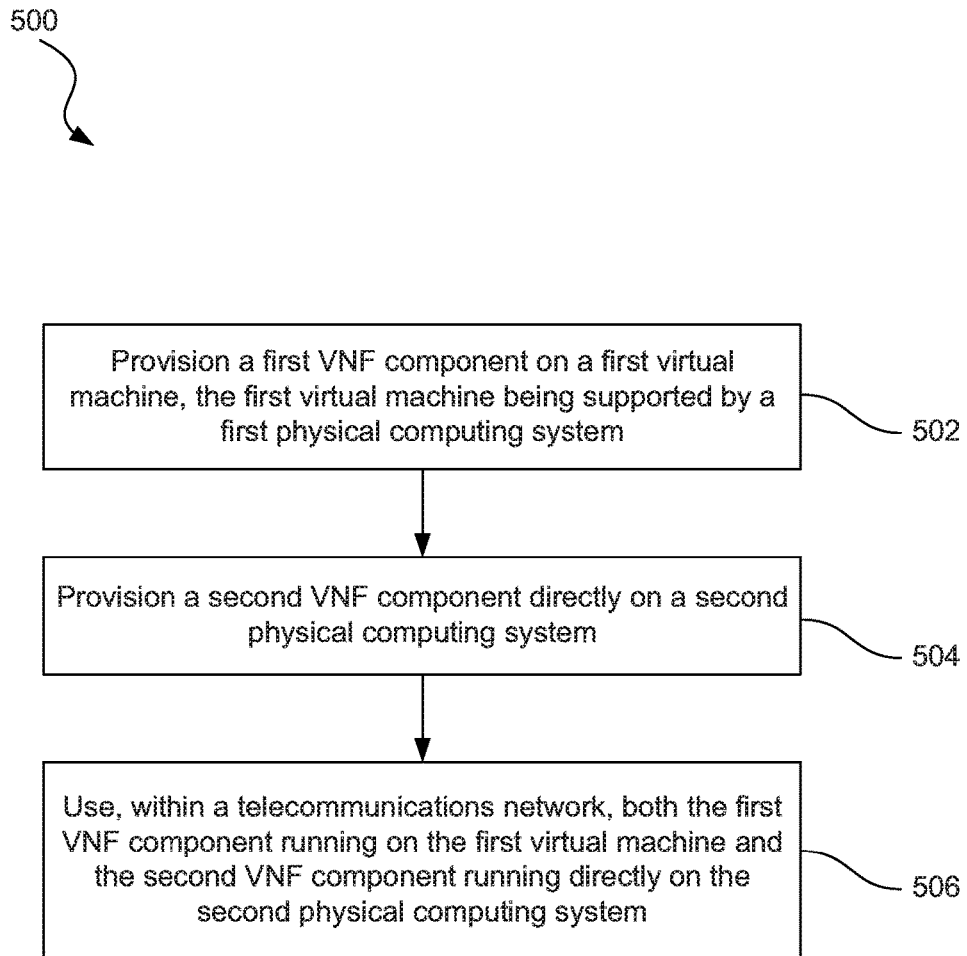 500
Provision a first VNF component on a first virtual
machine, the first virtual machine being supported by a
first physical computing system
502
Provision a second VNF component directly on a second
physical computing system
504
Use, within a telecommunications network, both the first
VNF component running on the first virtual machine and
the second VNF component running directly on the
second physical computing system
506